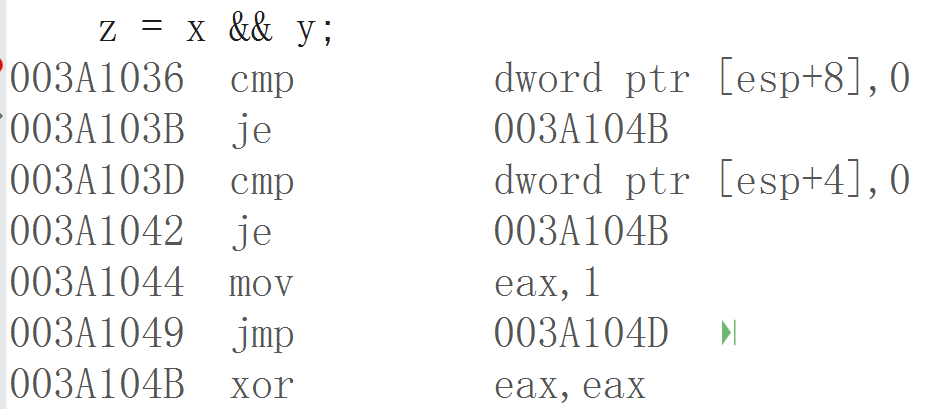 z = x && y;
003A1036 cmp dword ptr [esp+8],0
003A103B je 003A104B
003A103D cmp dword ptr [esp+4],0
003A1042 je 003A104B
003A1044 mov eax,1
003A1049 jmp 003A104D
003A104B xor eax,eax